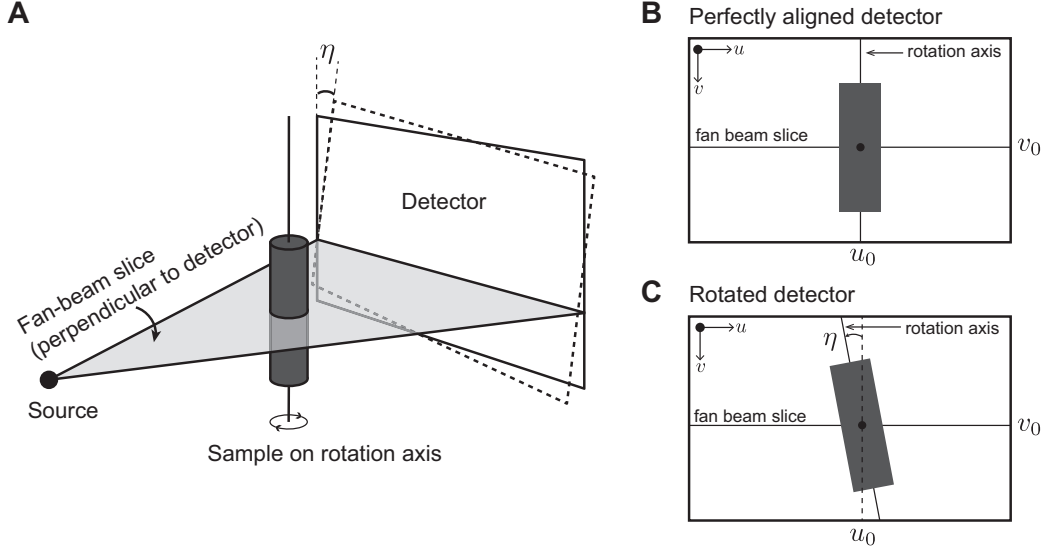 A
η
Detector
Fan-beam slice
(perpendicular to detector)
Source
Sample on rotation axis
B Perfectly aligned detector
u
rotation axis
v
fan beam slice
v₀
u₀
C Rotated detector
u
η
rotation axis
v
fan beam slice
v₀
u₀